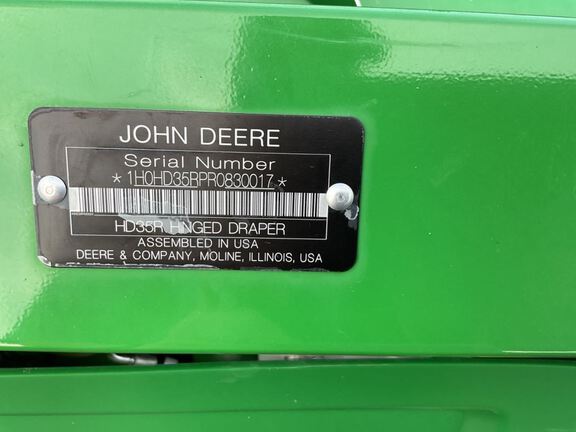 JOHN DEERE
Serial Number
*1H0HD35RPR0830017*
HD35R HINGED DRAPER
ASSEMBLED IN USA
DEERE & COMPANY, MOLINE, ILLINOIS, USA